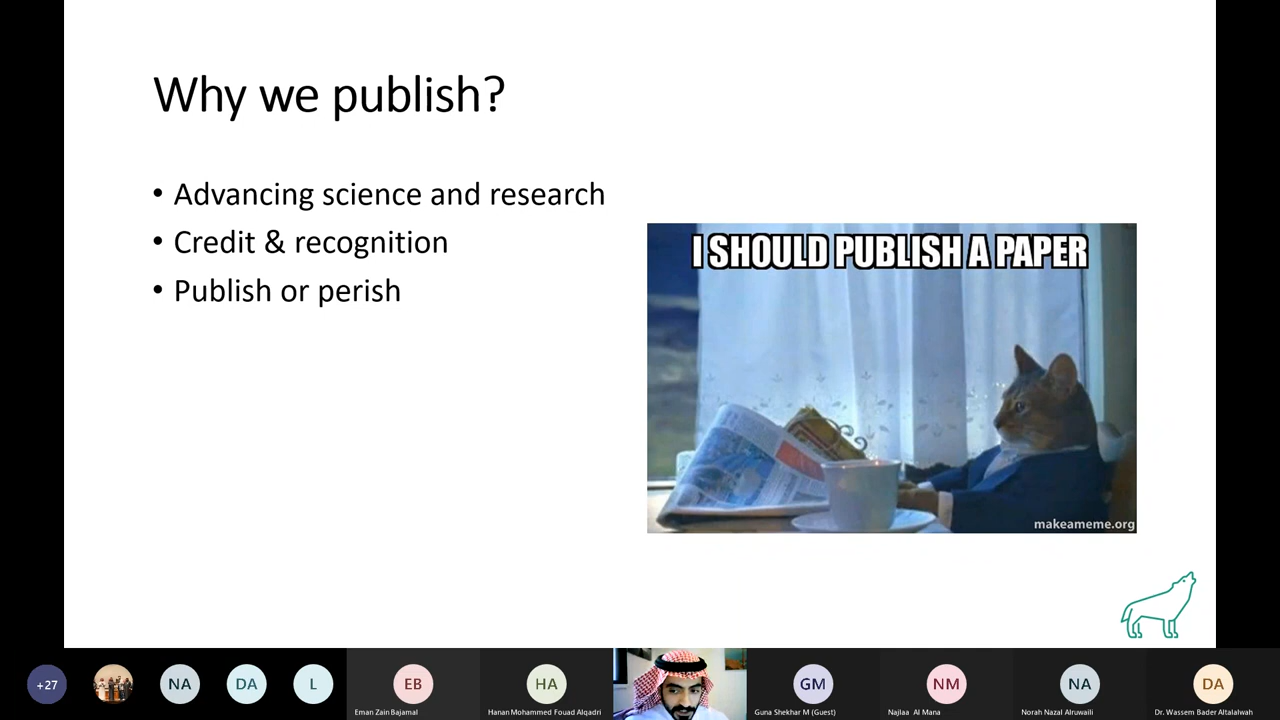 Why we publish?
• Advancing science and research
• Credit & recognition
• Publish or perish
I SHOULD PUBLISH A PAPER
makeameme.org
+27
NA
DA
L
EB
Eman Zain Bajamal
HA
Hanan Mohammed Fouad Alqadri
GM
Guna Shekhar M (Guest)
NM
Najlaa Al Mana
NA
Norah Nazal Alruwaili
DA
Dr. Wassem Bader Alfalalwah